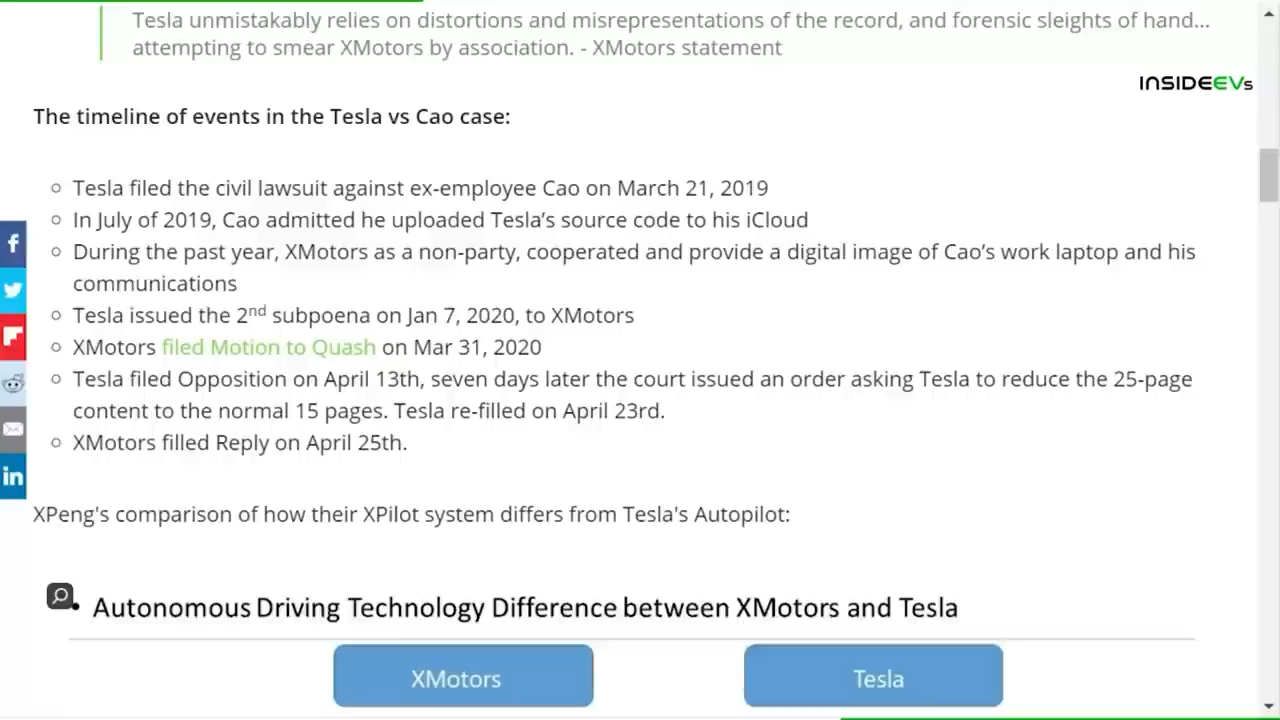 Tesla unmistakably relies on distortions and misrepresentations of the record, and forensic sleights of hand...
attempting to smear XMotors by association. - XMotors statement
INSIDEEVs
The timeline of events in the Tesla vs Cao case:
Tesla filed the civil lawsuit against ex-employee Cao on March 21, 2019
In July of 2019, Cao admitted he uploaded Tesla's source code to his iCloud
During the past year, XMotors as a non-party, cooperated and provide a digital image of Cao's work laptop and his
communications
Tesla issued the 2nd subpoena on Jan 7, 2020, to XMotors
XMotors filed Motion to Quash on Mar 31, 2020
Tesla filed Opposition on April 13th, seven days later the court issued an order asking Tesla to reduce the 25-page
content to the normal 15 pages. Tesla re-filled on April 23rd.
XMotors filled Reply on April 25th.
XPeng's comparison of how their XPilot system differs from Tesla's Autopilot:
• Autonomous Driving Technology Difference between XMotors and Tesla
XMotors
Tesla